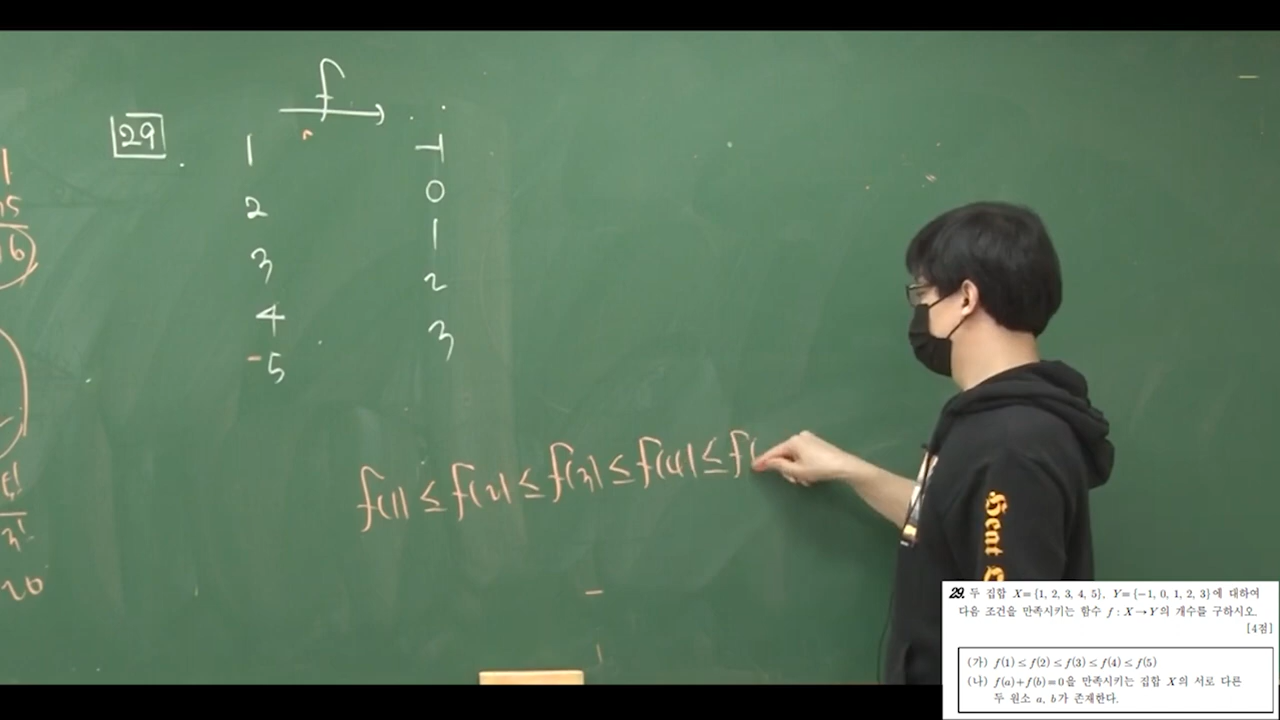 f
29
1
2
3
4
5
-1
0
1
2
3
f(1) ≤ f(2) ≤ f(3) ≤ f(4) ≤ f(
Heat
29. 두 집합 X={1, 2, 3, 4, 5}, Y={-1, 0, 1, 2, 3}에 대하여
다음 조건을 만족시키는 함수 f : X→Y의 개수를 구하시오.
[4점]
(가) f(1) ≤ f(2) ≤ f(3) ≤ f(4) ≤ f(5)
(나) f(a)+f(b)=0을 만족시키는 집합 X의 서로 다른
두 원소 a, b가 존재한다.